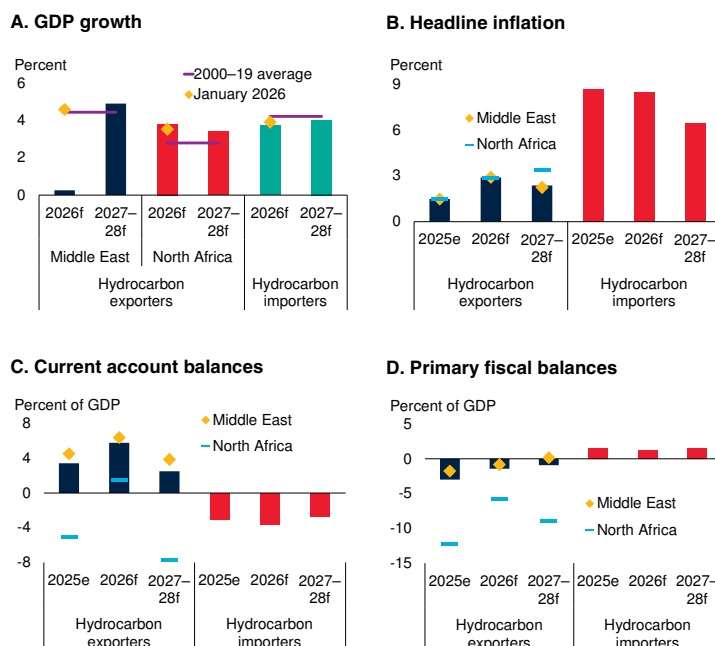 A. GDP growth
Percent
2000–19 average
January 2026
6
4
2
0
2026f 2027– 2026f 2027– 2026f 2027–
28f 28f 28f
Middle East North Africa
Hydrocarbon Hydrocarbon
exporters importers
B. Headline inflation
Percent
9
Middle East
North Africa
6
3
0
2025e 2026f 2027– 2025e 2026f 2027–
28f 28f
Hydrocarbon Hydrocarbon
exporters importers
C. Current account balances
Percent of GDP
8
Middle East
North Africa
4
0
-4
-8
2025e 2026f 2027– 2025e 2026f 2027–
28f 28f
Hydrocarbon Hydrocarbon
exporters importers
D. Primary fiscal balances
Percent of GDP
5
0
-5
Middle East
North Africa
-10
-15
2025e 2026f 2027– 2025e 2026f 2027–
28f 28f
Hydrocarbon Hydrocarbon
exporters importers